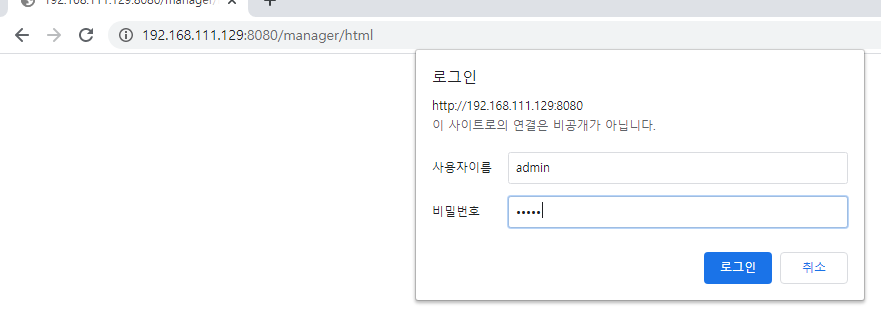 192.168.111.129:8080/manager/
192.168.111.129:8080/manager/html
로그인
http://192.168.111.129:8080
이 사이트로의 연결은 비공개가 아닙니다.
사용자이름 admin
비밀번호 •••••
로그인 취소